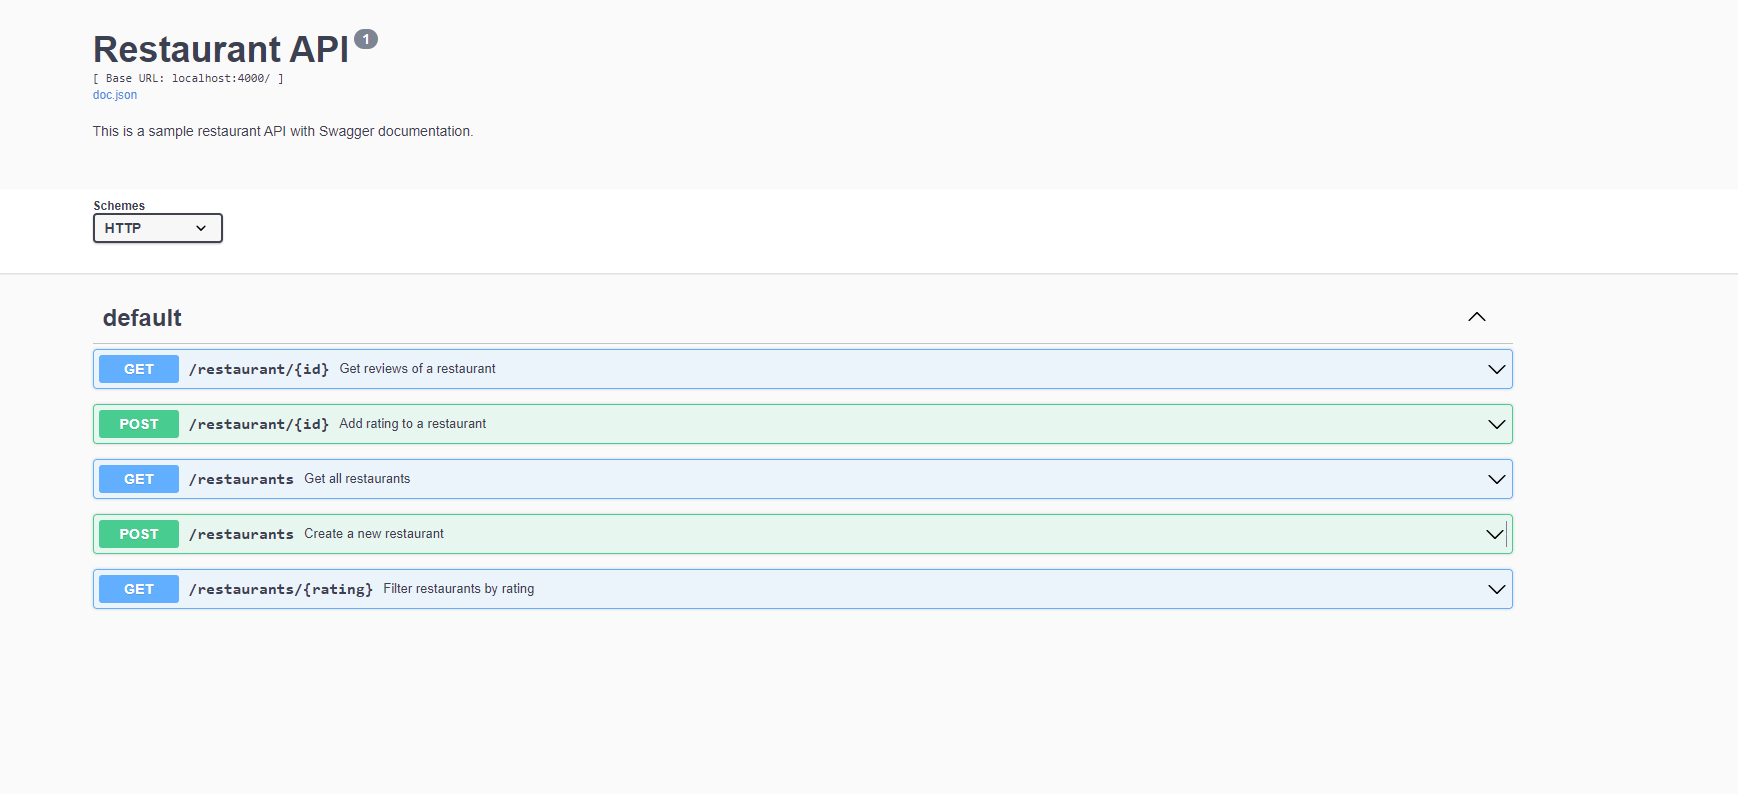 Restaurant API 1
[ Base URL: localhost:4000/ ]
doc.json
This is a sample restaurant API with Swagger documentation.
Schemes
HTTP
default
GET /restaurant/{id} Get reviews of a restaurant
POST /restaurant/{id} Add rating to a restaurant
GET /restaurants Get all restaurants
POST /restaurants Create a new restaurant
GET /restaurants/{rating} Filter restaurants by rating